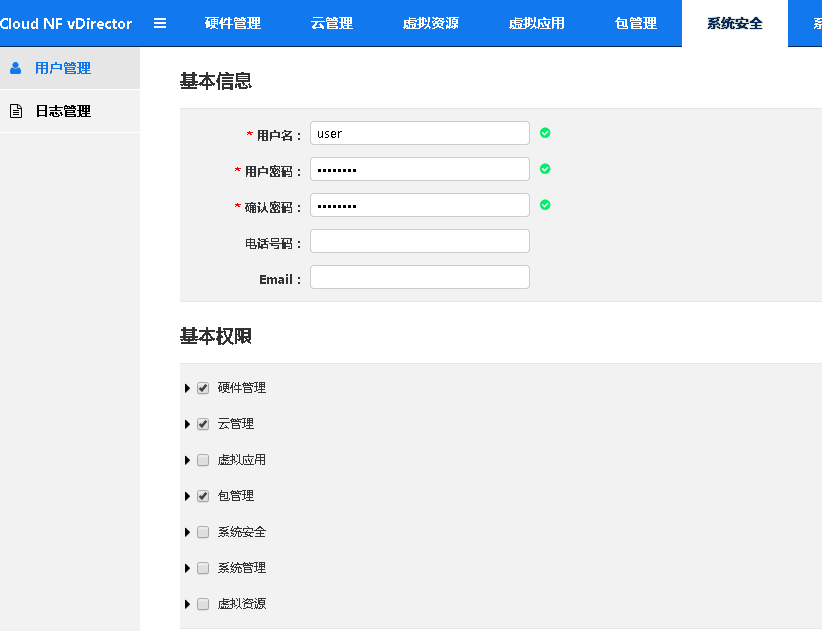 Cloud NF vDirector 硬件管理 云管理 虚拟资源 虚拟应用 包管理 系统安全
用户管理
日志管理
基本信息
* 用户名： user
* 用户密码： ••••••••
* 确认密码： ••••••••
电话号码：
Email：
基本权限
硬件管理
云管理
虚拟应用
包管理
系统安全
系统管理
虚拟资源